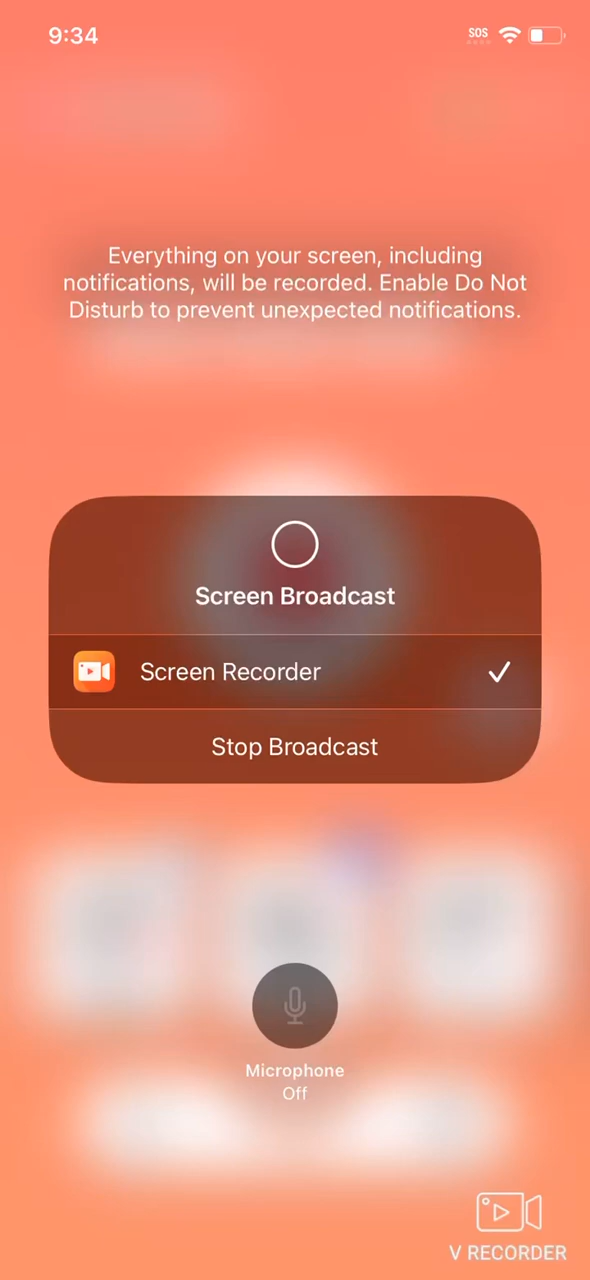 9:34
SOS
Everything on your screen, including
notifications, will be recorded. Enable Do Not
Disturb to prevent unexpected notifications.
Screen Broadcast
Screen Recorder
Stop Broadcast
Microphone
Off
V RECORDER